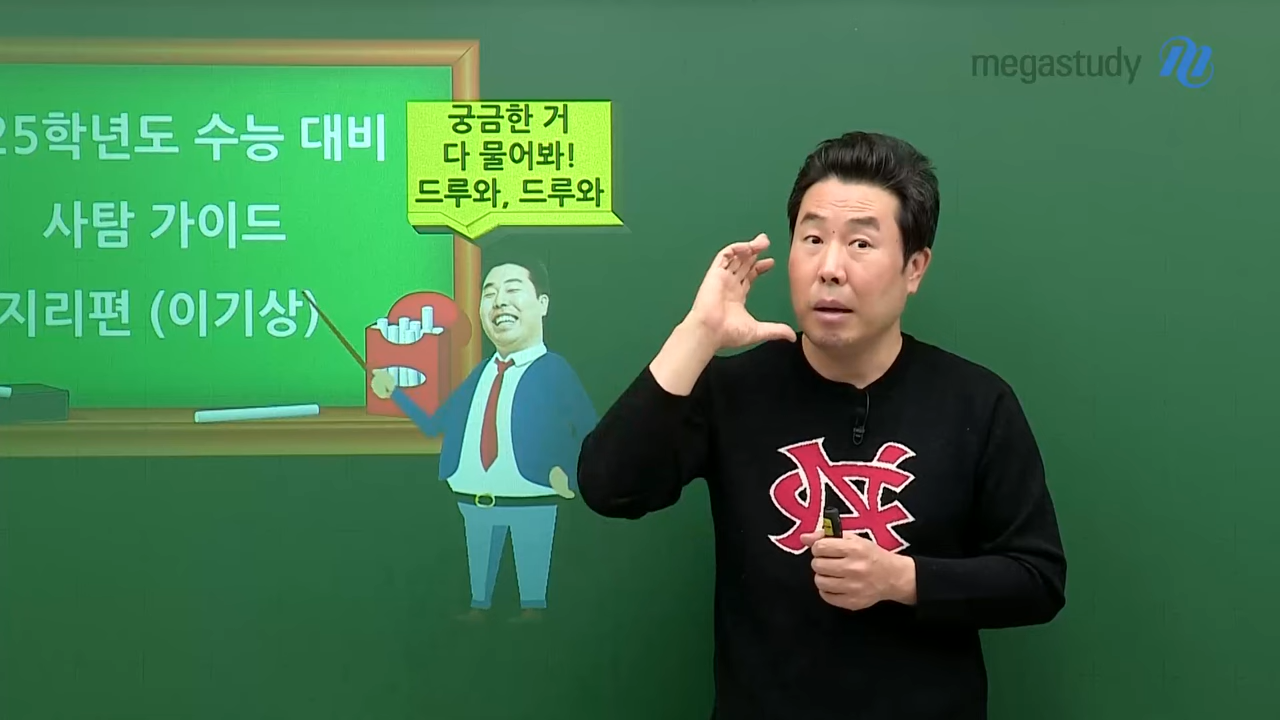 25학년도 수능 대비
사탐 가이드
지리편 (이기상)
궁금한 거
다 물어봐!
드루와, 드루와
megastudy